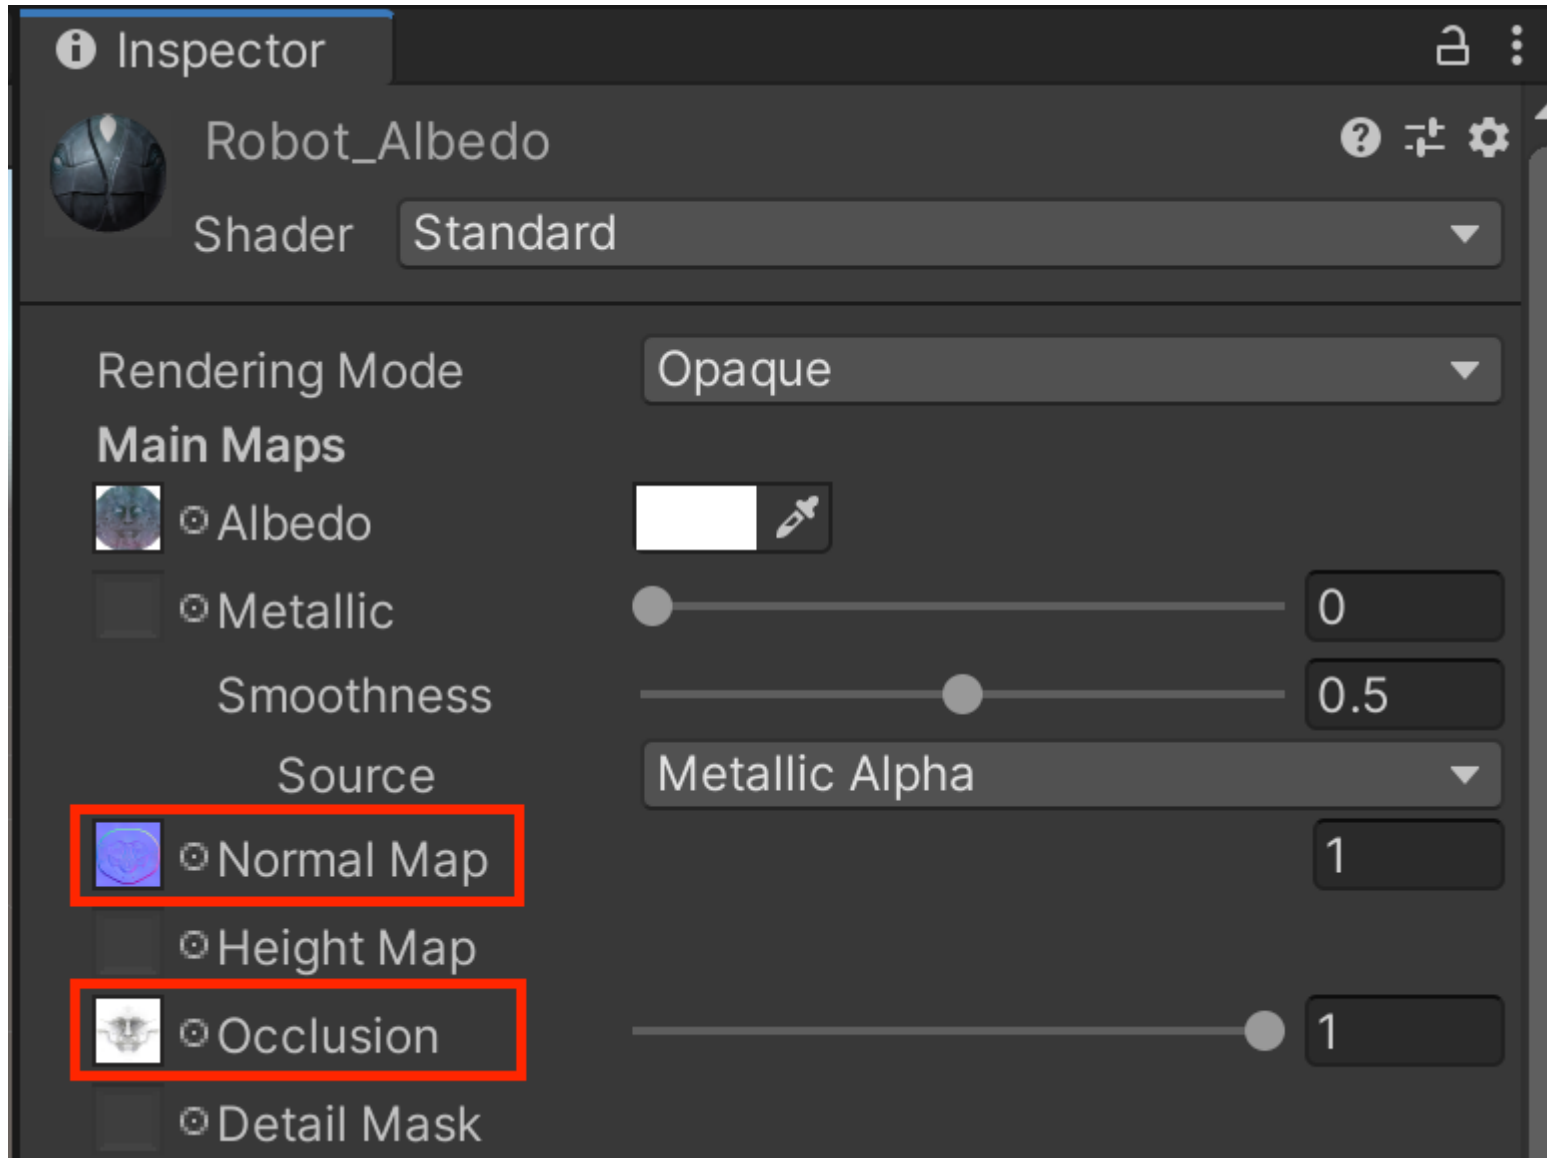 Inspector
Robot_Albedo
Shader Standard
Rendering Mode Opaque
Main Maps
Albedo
Metallic 0
Smoothness 0.5
Source Metallic Alpha
Normal Map 1
Height Map
Occlusion 1
Detail Mask